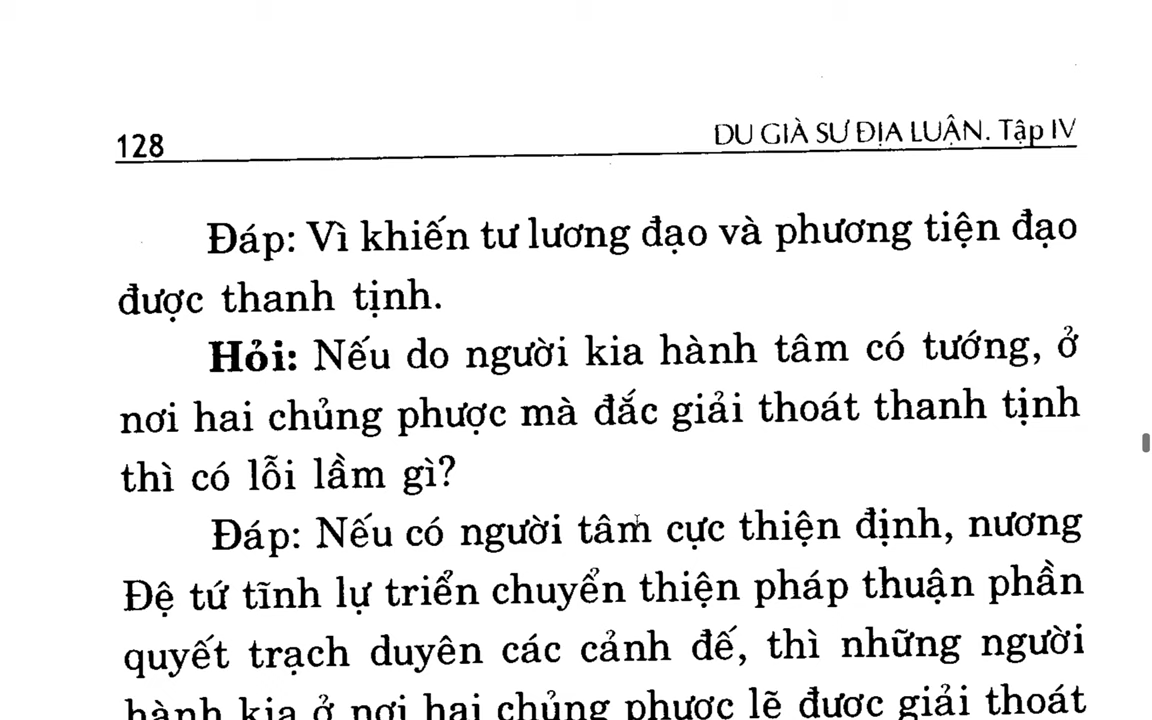 128
DU GIÀ SƯ ĐỊA LUẬN. Tập IV
Đáp: Vì khiến tư lương đạo và phương tiện đạo
được thanh tịnh.
Hỏi: Nếu do người kia hành tâm có tướng, ở
nơi hai chủng phược mà đắc giải thoát thanh tịnh
thì có lỗi lầm gì?
Đáp: Nếu có người tâm cực thiện định, nương
Đệ tứ tĩnh lự triển chuyển thiện pháp thuận phần
quyết trạch duyên các cảnh đế, thì những người
hành kia ở nơi hai chủng phược lẽ được giải thoát